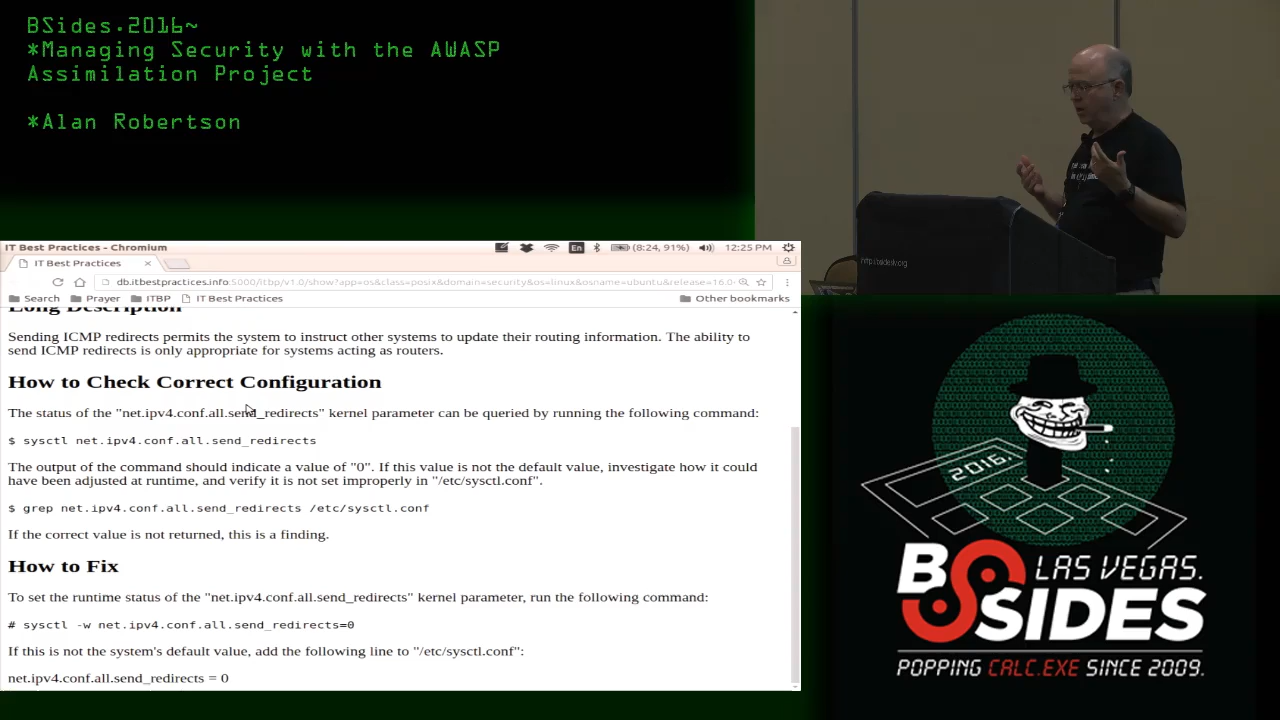 BSides.2016~
*Managing Security with the AWASP
Assimilation Project
*Alan Robertson
IT Best Practices - Chromium
En
(8:24, 91%)
12:25 PM
IT Best Practices
db.itbestpractices.info:5000/itbp/v1.0/show?app=os&class=posix&domain=security&os=linux&osname=ubuntu&release=16.0
Search
Prayer
ITBP
IT Best Practices
Other bookmarks
Long Description
Sending ICMP redirects permits the system to instruct other systems to update their routing information. The ability to
send ICMP redirects is only appropriate for systems acting as routers.
How to Check Correct Configuration
The status of the "net.ipv4.conf.all.send_redirects" kernel parameter can be queried by running the following command:
$ sysctl net.ipv4.conf.all.send_redirects
The output of the command should indicate a value of "0". If this value is not the default value, investigate how it could
have been adjusted at runtime, and verify it is not set improperly in "/etc/sysctl.conf".
$ grep net.ipv4.conf.all.send_redirects /etc/sysctl.conf
If the correct value is not returned, this is a finding.
How to Fix
To set the runtime status of the "net.ipv4.conf.all.send_redirects" kernel parameter, run the following command:
# sysctl -w net.ipv4.conf.all.send_redirects=0
If this is not the system's default value, add the following line to "/etc/sysctl.conf":
net.ipv4.conf.all.send_redirects = 0
2016.
BSIDES
LAS VEGAS.
POPPING CALC.EXE SINCE 2009.